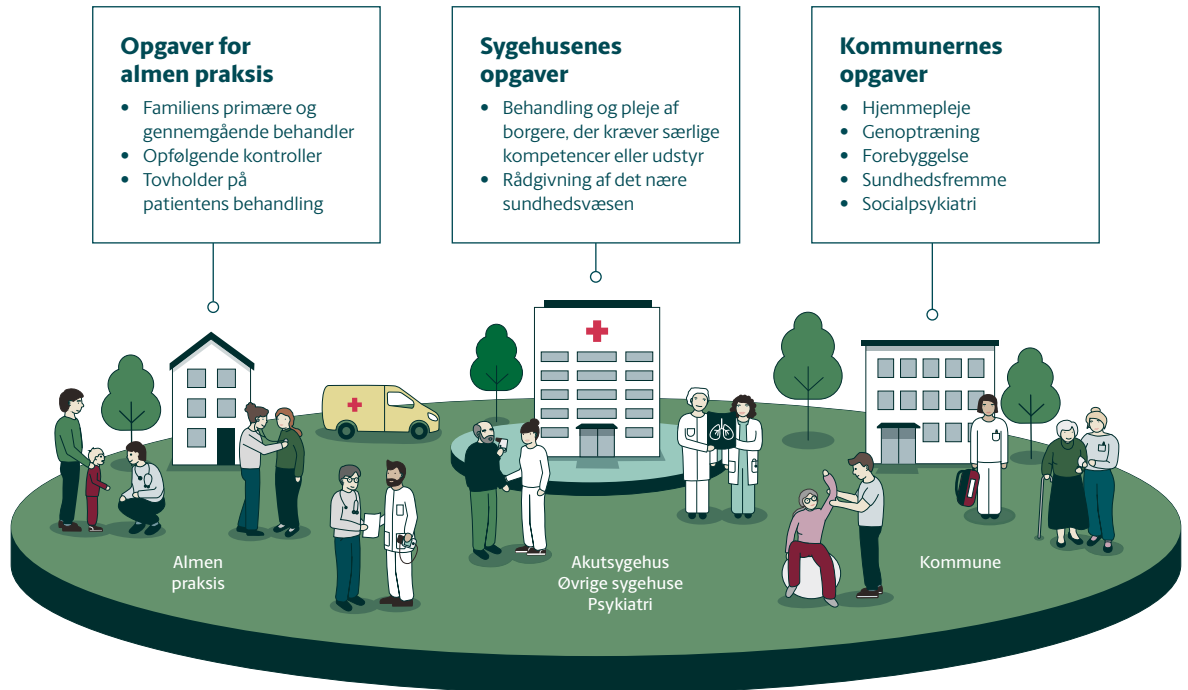 Opgaver for
almen praksis
• Familiens primære og
gennemgående behandler
• Opfølgende kontroller
• Tovholder på
patientens behandling
Sygehusenes
opgaver
• Behandling og pleje af
borgere, der kræver særlige
kompetencer eller udstyr
• Rådgivning af det nære
sundhedsvæsen
Kommunernes
opgaver
• Hjemmepleje
• Genoptræning
• Forebyggelse
• Sundhedsfremme
• Socialpsykiatri
Almen
praksis
Akutsygehus
Øvrige sygehuse
Psykiatri
Kommune